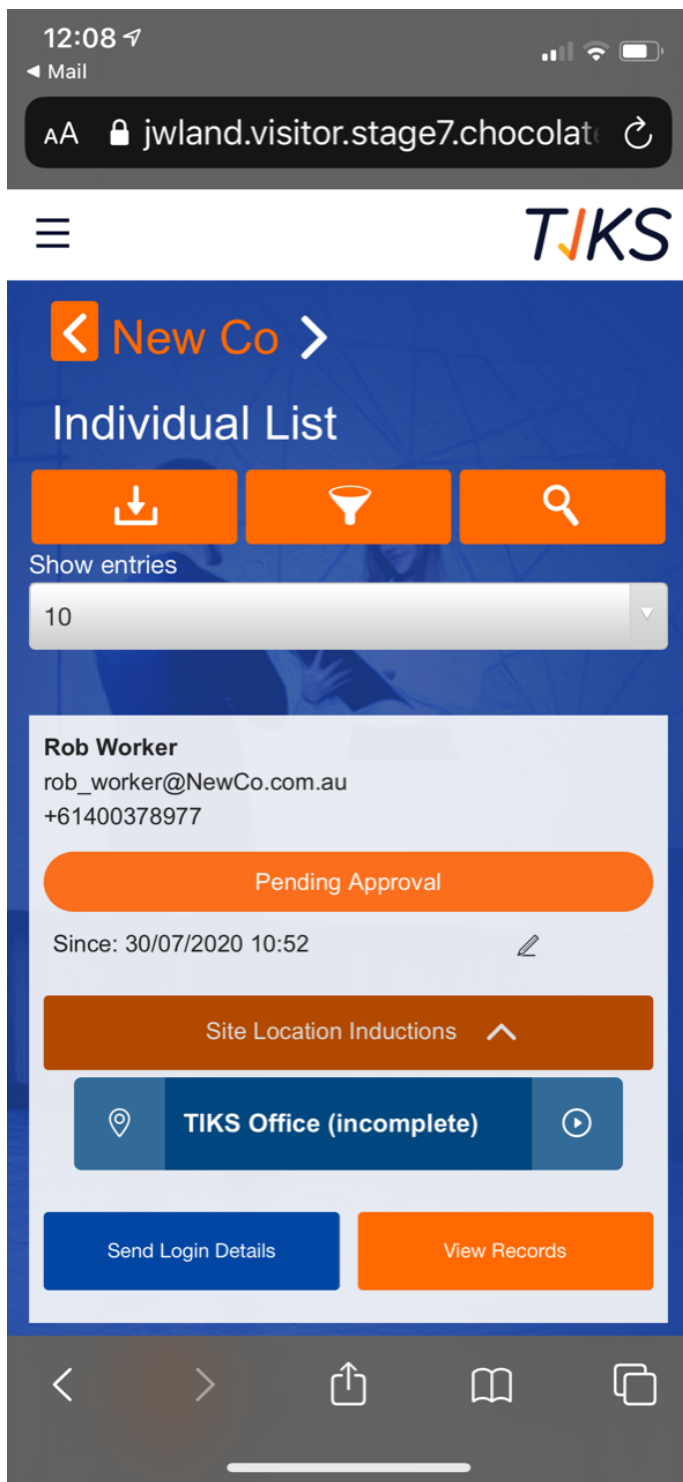 12:08
◀ Mail
AA jwland.visitor.stage7.chocolat
TIKS
New Co
Individual List
Show entries
10
Rob Worker
rob_worker@NewCo.com.au
+61400378977
Pending Approval
Since: 30/07/2020 10:52
Site Location Inductions
TIKS Office (incomplete)
Send Login Details
View Records